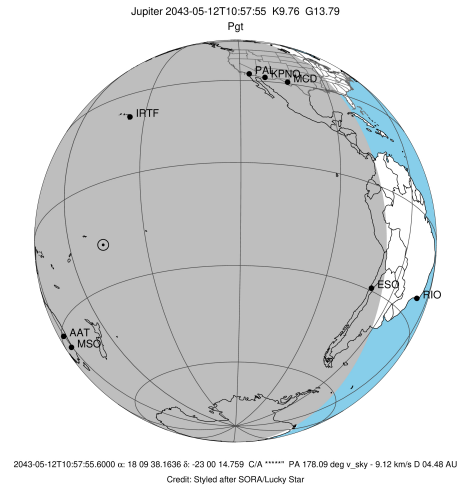 Jupiter 2043-05-12T10:57:55 K9.76 G13.79
Pgt
PAL KPNO MCD
IRTF
ESO
RIO
AAT
MSO
2043-05-12T10:57:55.6000 α: 18 09 38.1636 δ: -23 00 14.759 C/A *****" PA 178.09 deg v_sky - 9.12 km/s D 04.48 AU
Credit: Styled after SORA/Lucky Star